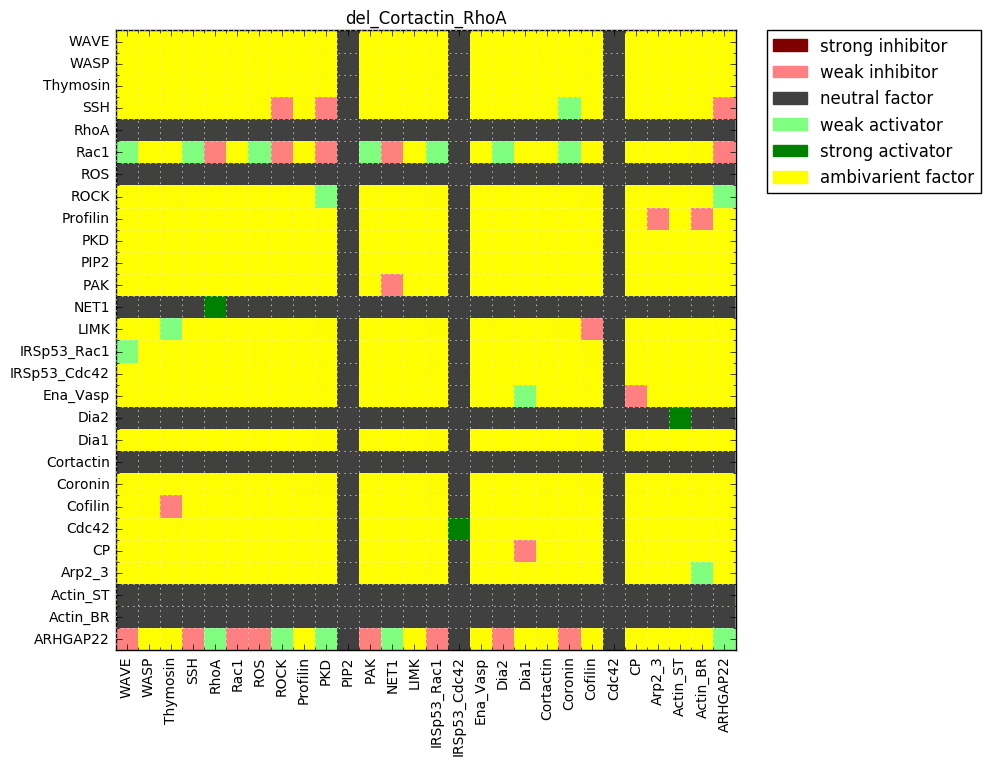 del_Cortactin_RhoA
WAVE
WASP
Thymosin
SSH
RhoA
Rac1
ROS
ROCK
Profilin
PKD
PIP2
PAK
NET1
LIMK
IRSp53_Rac1
IRSp53_Cdc42
Ena_Vasp
Dia2
Dia1
Cortactin
Coronin
Cofilin
Cdc42
CP
Arp2_3
Actin_ST
Actin_BR
ARHGAP22
WAVE
WASP
Thymosin
SSH
RhoA
Rac1
ROS
ROCK
Profilin
PKD
PIP2
PAK
NET1
LIMK
IRSp53_Rac1
IRSp53_Cdc42
Ena_Vasp
Dia2
Dia1
Cortactin
Coronin
Cofilin
Cdc42
CP
Arp2_3
Actin_ST
Actin_BR
ARHGAP22
strong inhibitor
weak inhibitor
neutral factor
weak activator
strong activator
ambivarient factor